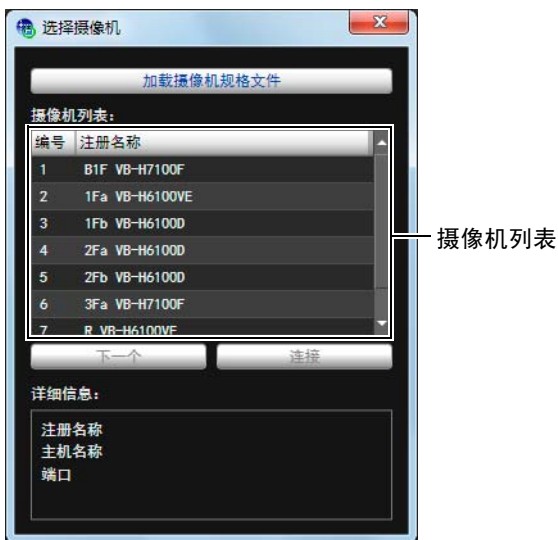 选择摄像机
加载摄像机规格文件
摄像机列表：
编号 注册名称
1 B1F VB-H7100F
2 1Fa VB-H6100VE
3 1Fb VB-H6100D
4 2Fa VB-H6100D
5 2Fb VB-H6100D
6 3Fa VB-H7100F
7 R VB-H6100VE
摄像机列表
下一个 连接
详细信息：
注册名称
主机名称
端口